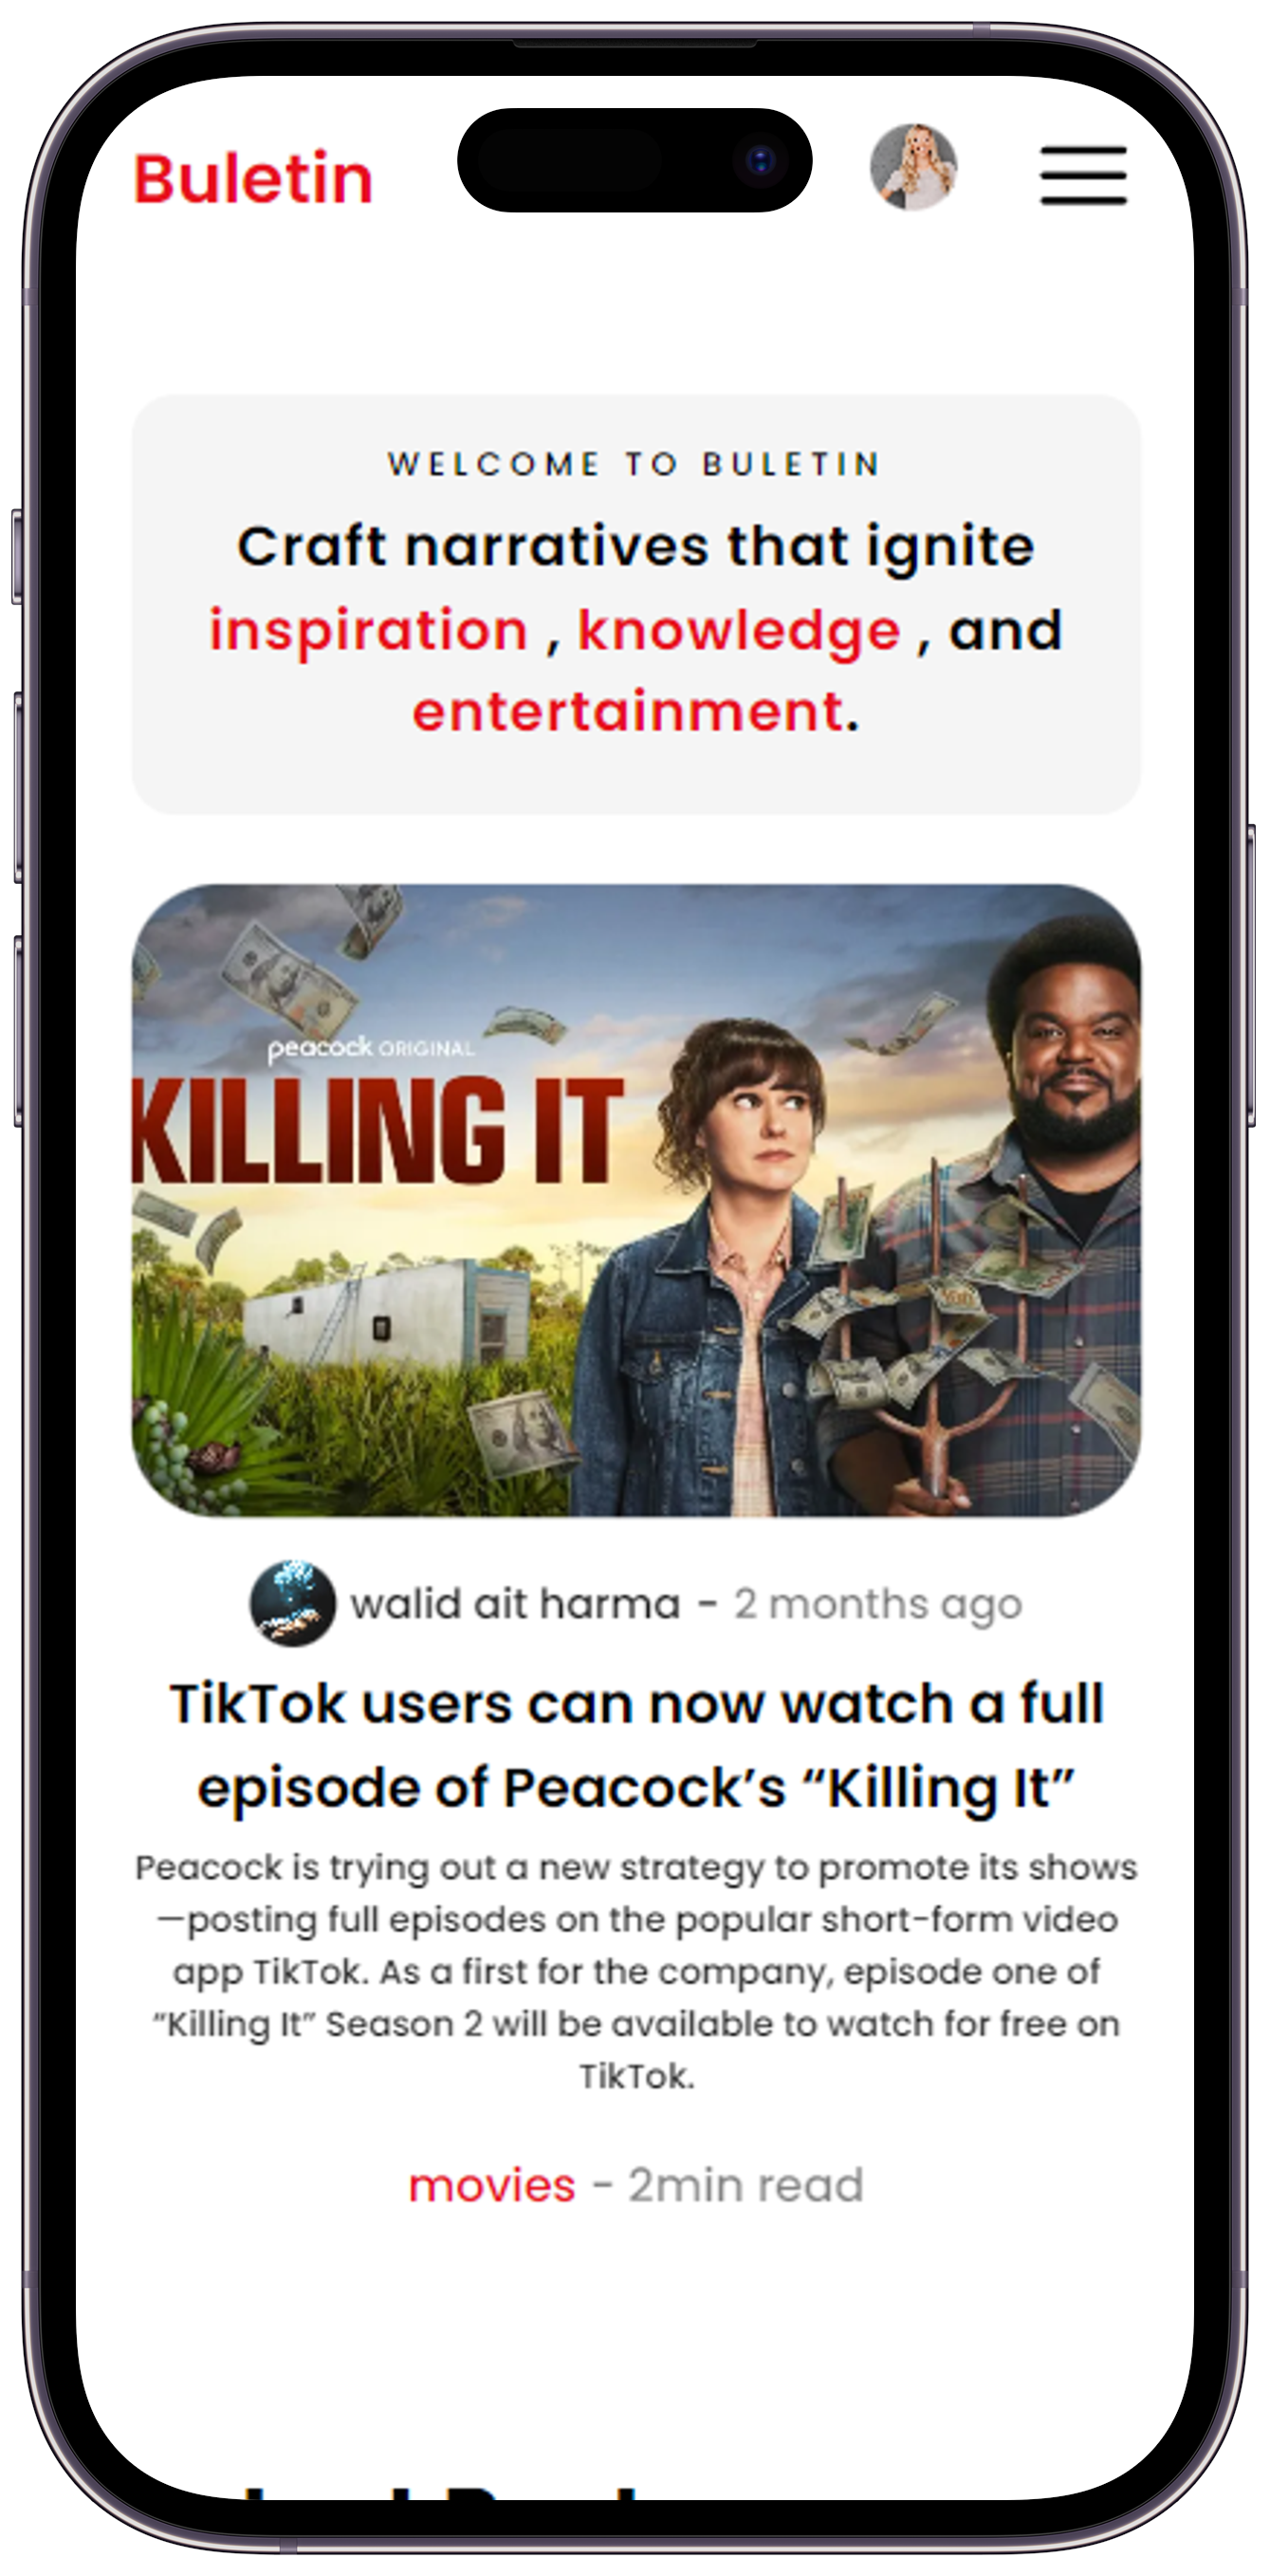 Buletin
WELCOME TO BULETIN
Craft narratives that ignite
inspiration , knowledge , and
entertainment.
peacock ORIGINAL
KILLING IT
walid ait harma - 2 months ago
TikTok users can now watch a full
episode of Peacock’s “Killing It”
Peacock is trying out a new strategy to promote its shows
—posting full episodes on the popular short-form video
app TikTok. As a first for the company, episode one of
“Killing It” Season 2 will be available to watch for free on
TikTok.
movies - 2min read